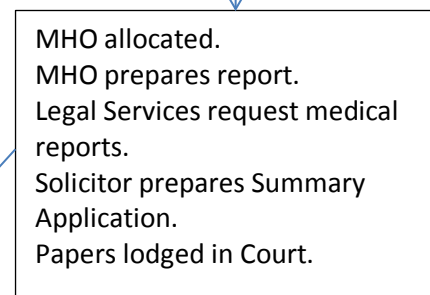 MHO allocated.
MHO prepares report.
Legal Services request medical
reports.
Solicitor prepares Summary
Application.
Papers lodged in Court.